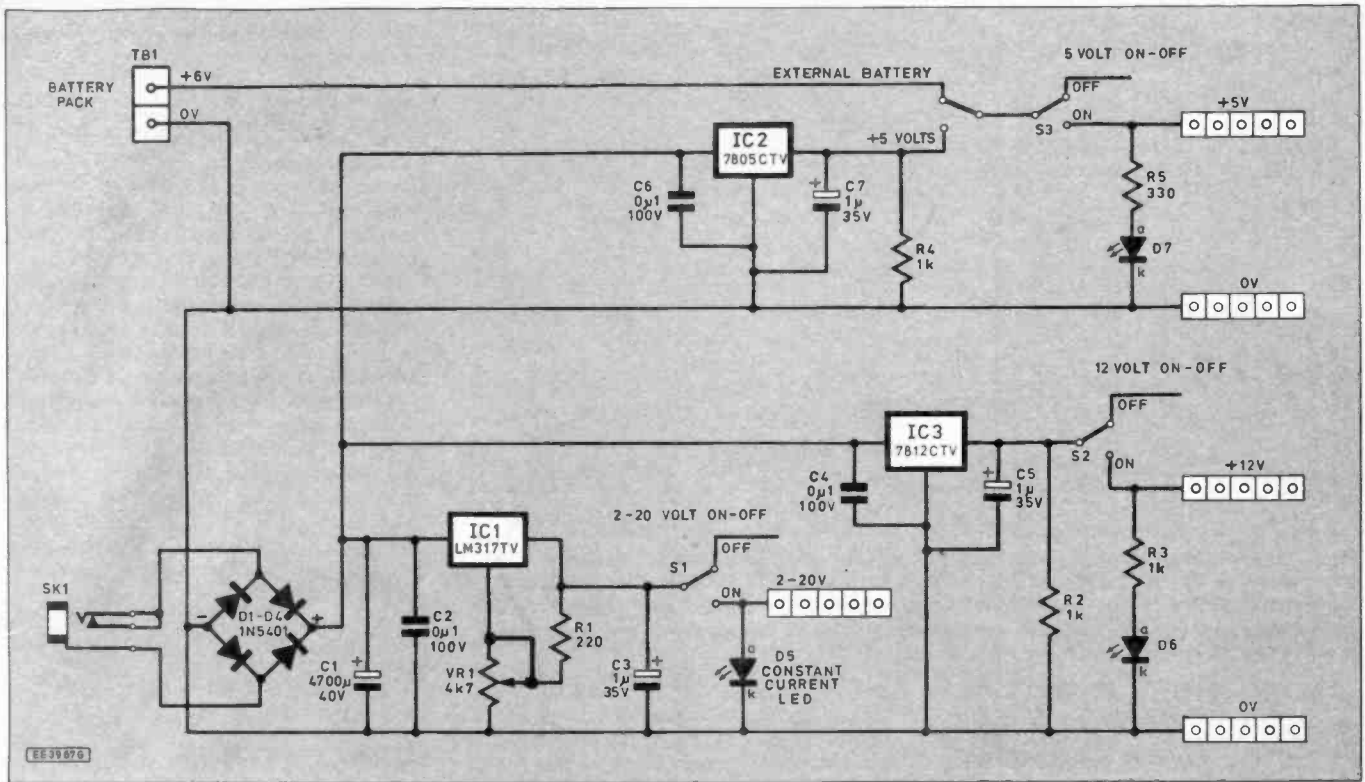 TB1
BATTERY
PACK
+6V
0V
EXTERNAL BATTERY
5 VOLT ON-OFF
OFF
ON
S3
+5V
+5 VOLTS
IC2
7805CTV
C6
0µ1
100V
+
C7
1µ
35V
R4
1k
R5
330
a
D7
k
0V
12 VOLT ON-OFF
OFF
S2
ON
+12V
IC3
7812CTV
C4
0µ1
100V
+
C5
1µ
35V
R3
1k
R2
1k
a
D6
k
0V
2-20 VOLT ON-OFF
OFF
S1
ON
2-20V
IC1
LM317TV
SK1
-
D1-D4
1N5401
+
+
C1
4700µ
40V
C2
0µ1
100V
VR1
4k7
R1
220
+
C3
1µ
35V
a
D5
CONSTANT
CURRENT
LED
k
EE3967G